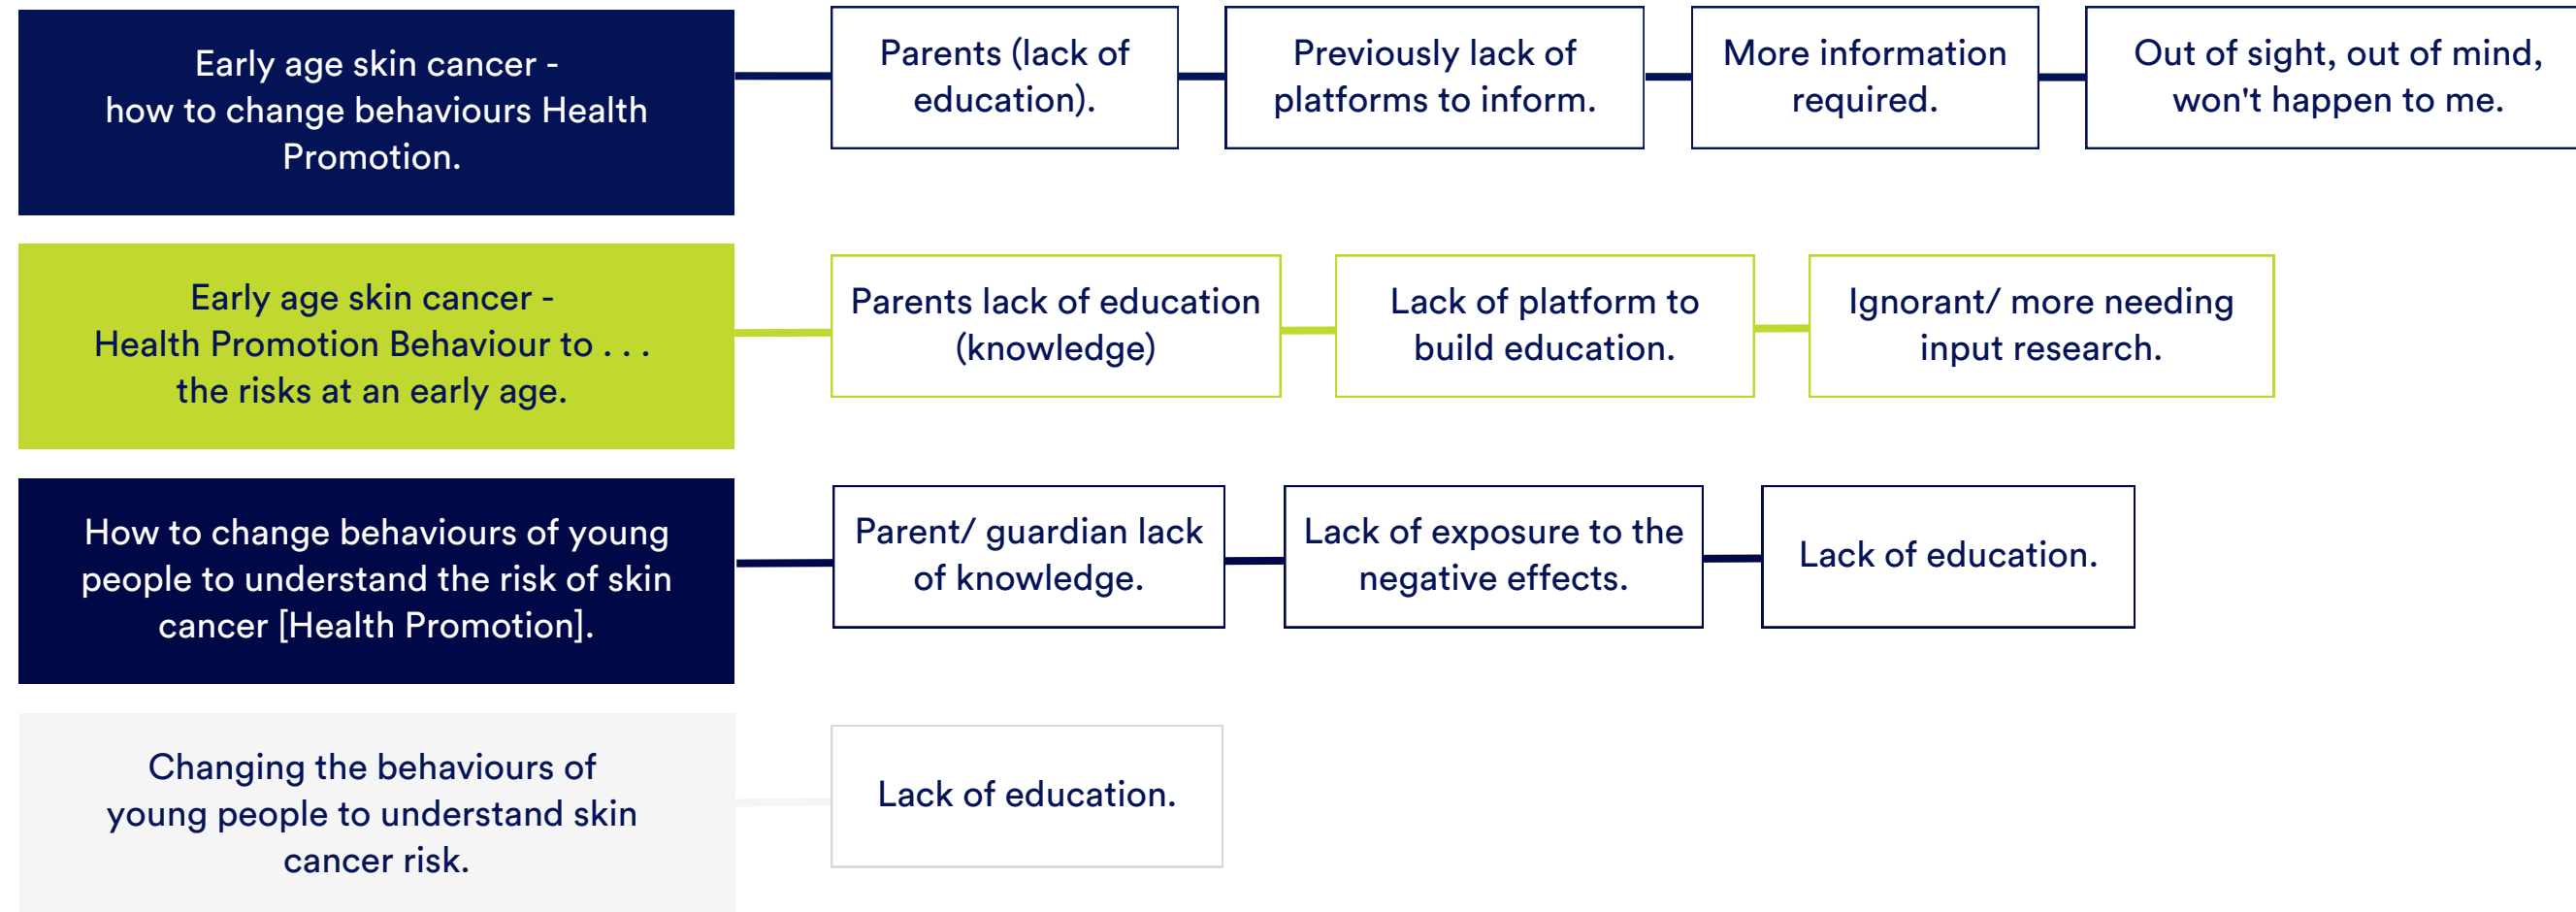 Early age skin cancer -
how to change behaviours Health
Promotion.
Parents (lack of
education).
Previously lack of
platforms to inform.
More information
required.
Out of sight, out of mind,
won't happen to me.
Early age skin cancer -
Health Promotion Behaviour to . . .
the risks at an early age.
Parents lack of education
(knowledge)
Lack of platform to
build education.
Ignorant/ more needing
input research.
How to change behaviours of young
people to understand the risk of skin
cancer [Health Promotion].
Parent/ guardian lack
of knowledge.
Lack of exposure to the
negative effects.
Lack of education.
Changing the behaviours of
young people to understand skin
cancer risk.
Lack of education.